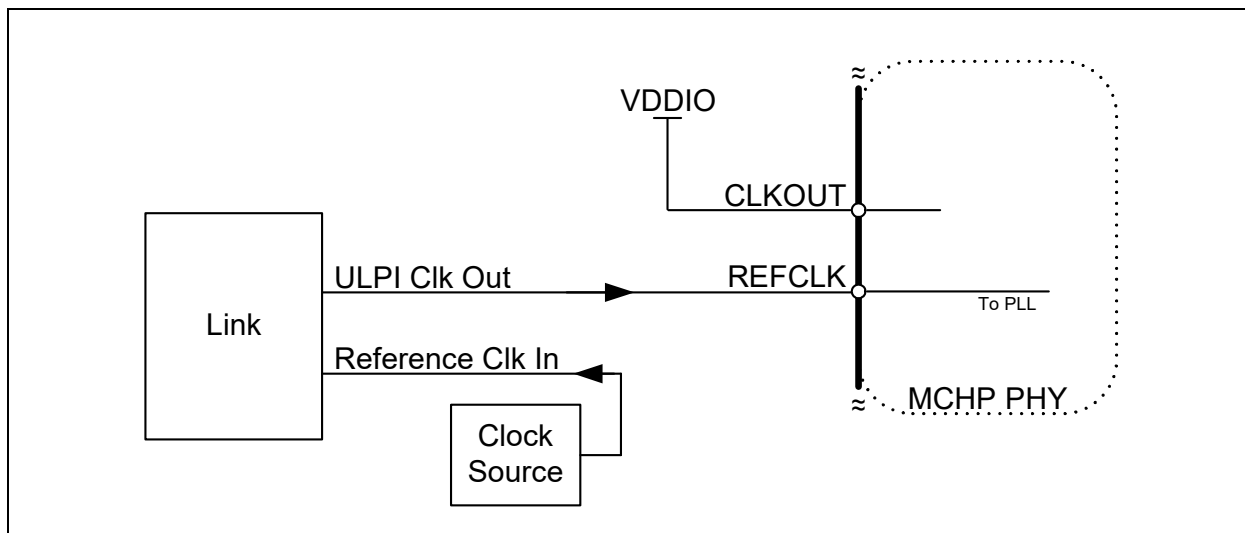 VDDIO
CLKOUT
ULPI Clk Out
REFCLK
To PLL
Link
Reference Clk In
MCHP PHY
Clock
Source